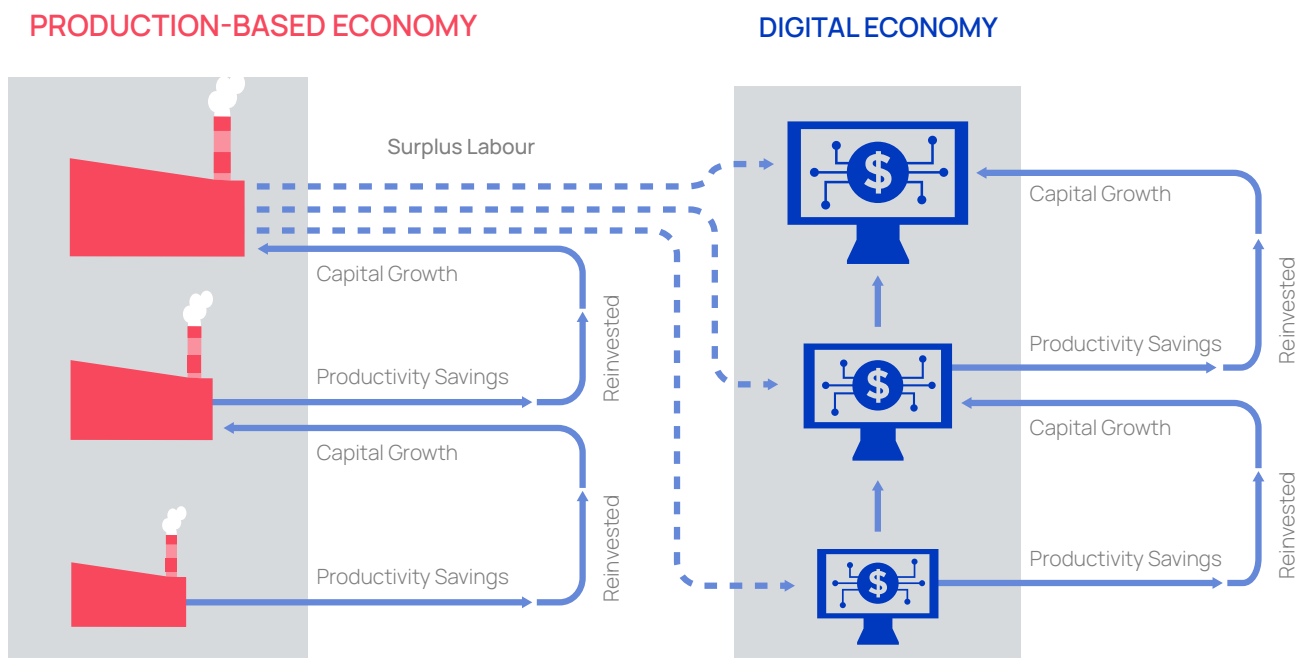 PRODUCTION-BASED ECONOMY
DIGITAL ECONOMY
Surplus Labour
Capital Growth
Reinvested
Productivity Savings
Capital Growth
Reinvested
Productivity Savings
$
Capital Growth
Reinvested
Productivity Savings
$
Capital Growth
Reinvested
Productivity Savings
$